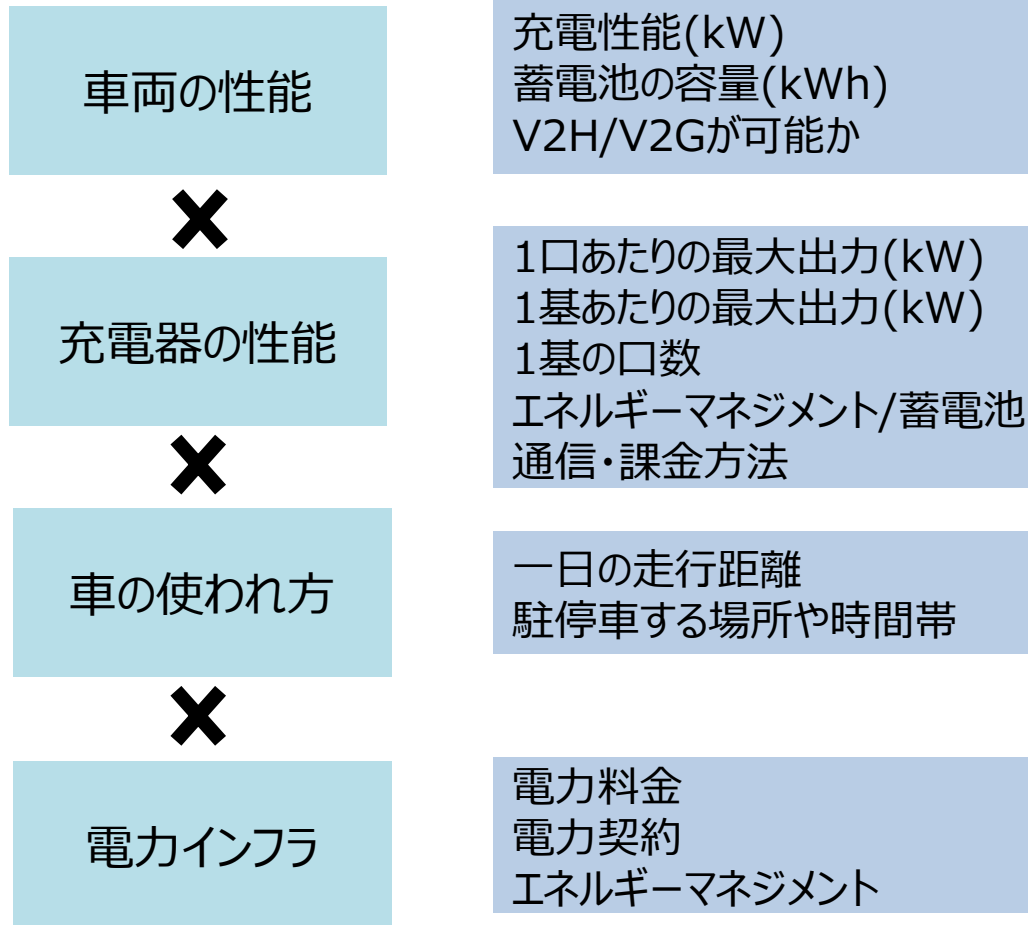 車両の性能
充電性能(kW)
蓄電池の容量(kWh)
V2H/V2Gが可能か
充電器の性能
1口あたりの最大出力(kW)
1基あたりの最大出力(kW)
1基の口数
エネルギーマネジメント/蓄電池
通信・課金方法
車の使われ方
一日の走行距離
駐停車する場所や時間帯
電力インフラ
電力料金
電力契約
エネルギーマネジメント